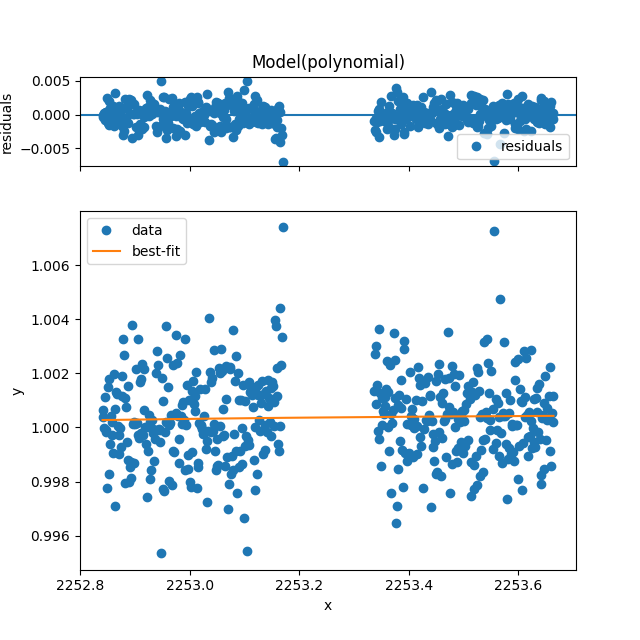 Model(polynomial)
residuals
0.005
0.000
−0.005
residuals
y
1.006
1.004
1.002
1.000
0.998
0.996
data
best-fit
2252.8 2253.0 2253.2 2253.4 2253.6
x